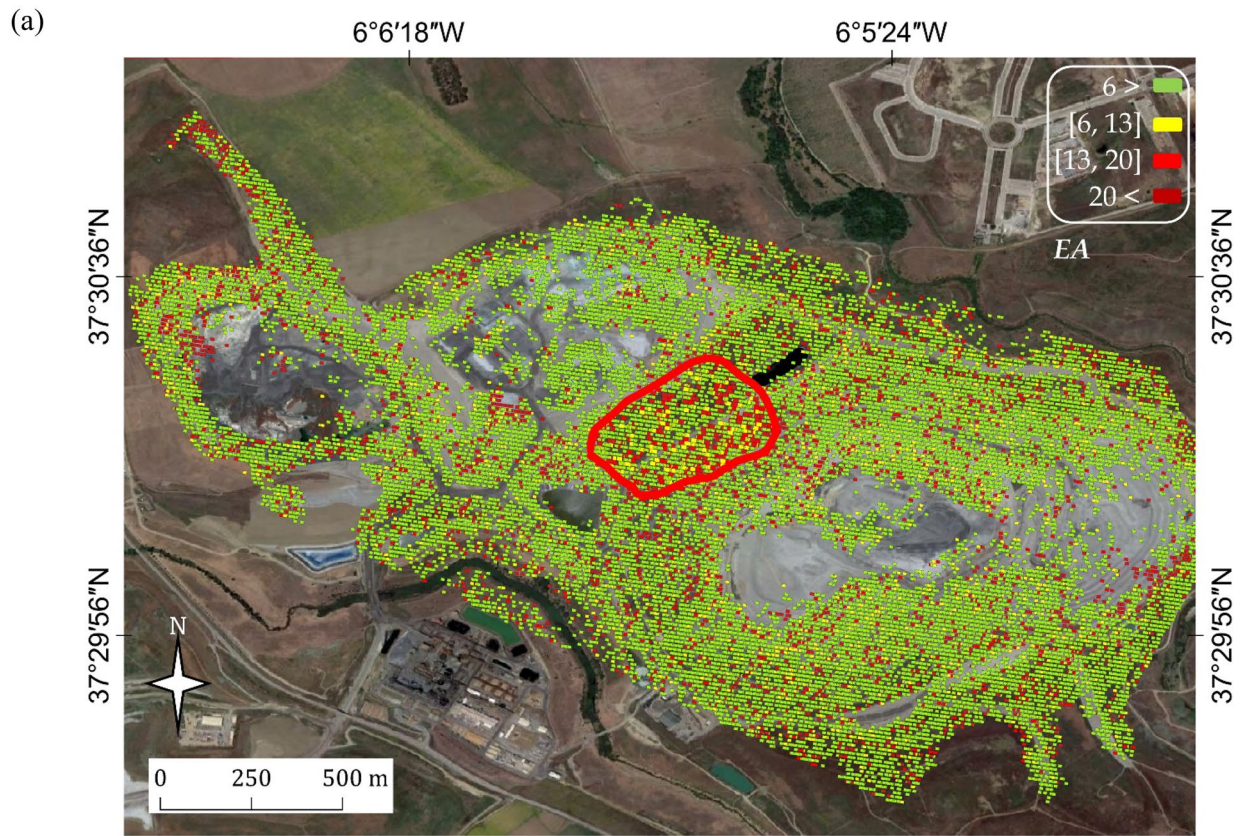 (a)
6°6′18″W 6°5′24″W
6 >
[6, 13]
[13, 20]
20 <
EA
37°30′36″N 37°30′36″N
37°29′56″N 37°29′56″N
N
0 250 500 m